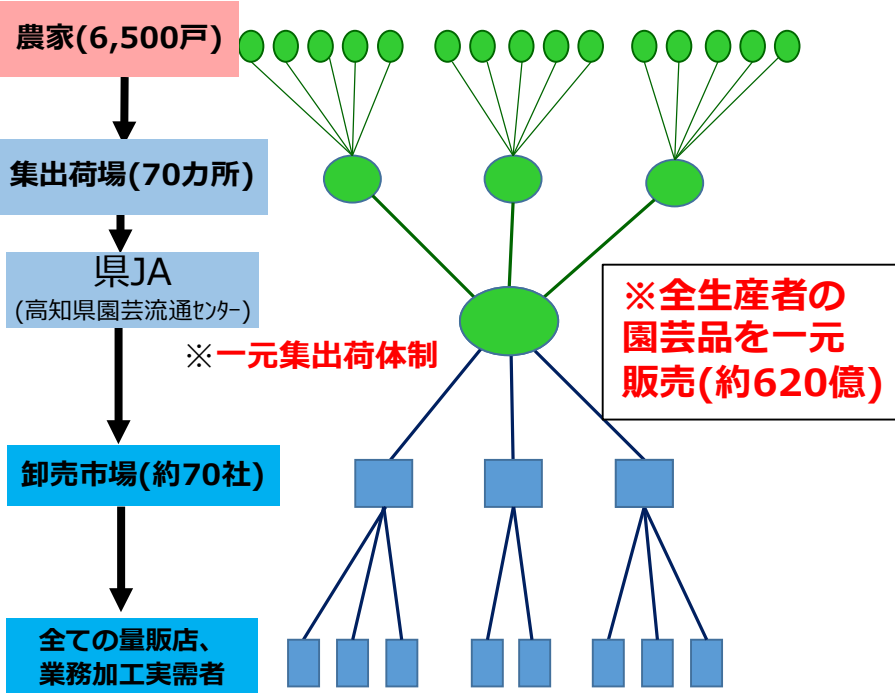 農家(6,500戸)
集出荷場(70カ所)
県JA
(高知県園芸流通ｾﾝﾀｰ)
※一元集出荷体制
※全生産者の
園芸品を一元
販売(約620億)
卸売市場(約70社)
全ての量販店、
業務加工実需者